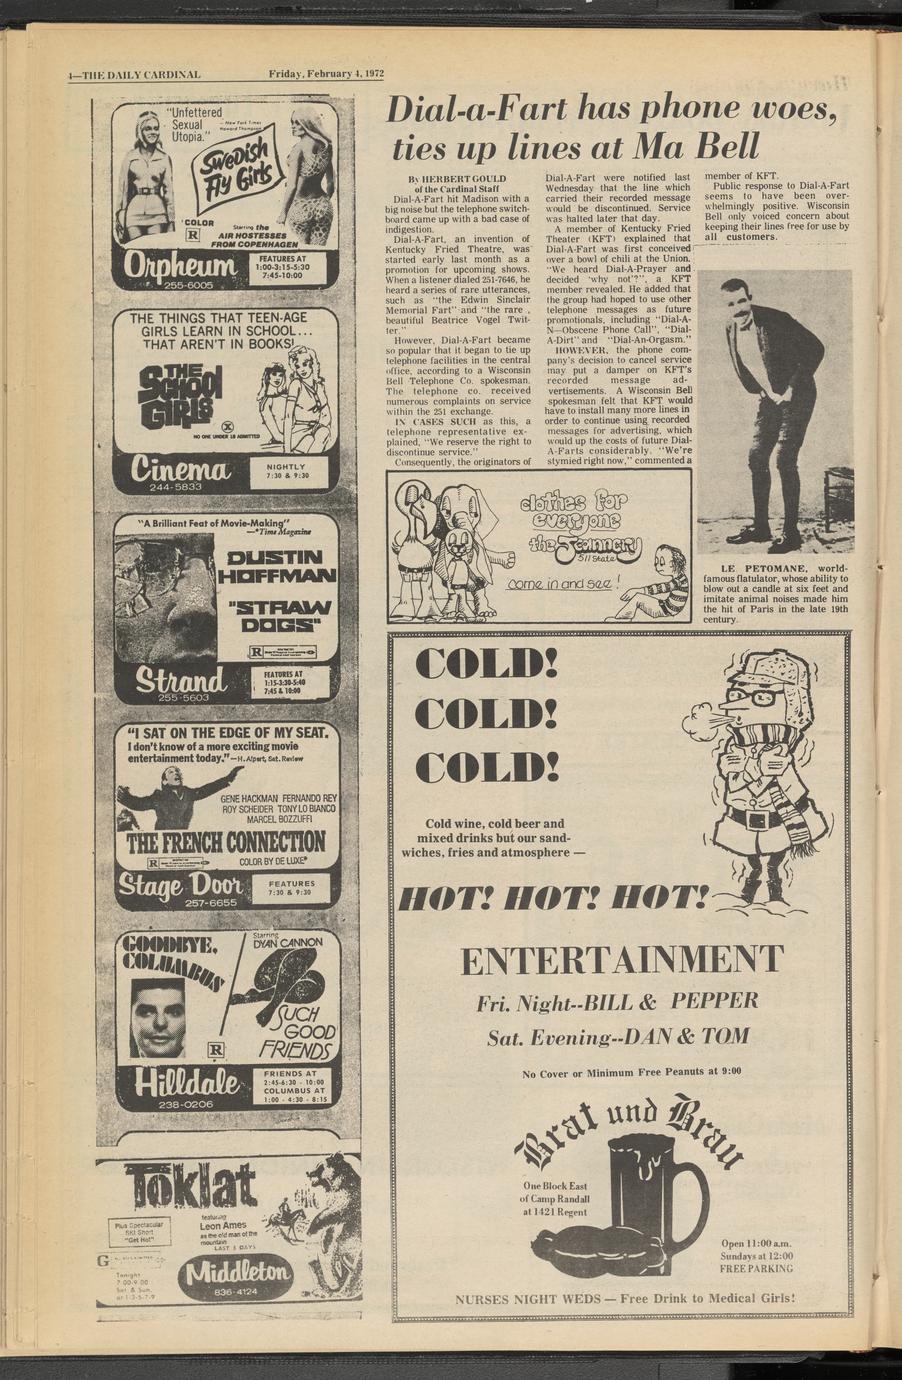 4—THE DAILY CARDINAL
Friday, February 4, 1972
"Unfettered
Sexual
Utopia."
— New York Times
Howard Thompson
Swedish
Fly Girls
COLOR
R
Starring the
AIR HOSTESSES
FROM COPENHAGEN
Orpheum
255-6005
FEATURES AT
1:00-3:15-5:30
7:45-10:00
THE THINGS THAT TEEN-AGE
GIRLS LEARN IN SCHOOL...
THAT AREN'T IN BOOKS!
THE
SCHOOL
GIRLS
X
NO ONE UNDER 18 ADMITTED
Cinema
244-5833
NIGHTLY
7:30 & 9:30
"A Brilliant Feat of Movie-Making"
—Time Magazine
DUSTIN
HOFFMAN
"STRAW
DOGS"
R
Strand
255-5603
FEATURES AT
1:15-3:30-5:40
7:45 & 10:00
"I SAT ON THE EDGE OF MY SEAT.
I don't know of a more exciting movie
entertainment today."—H. Alpert, Sat. Review
GENE HACKMAN FERNANDO REY
ROY SCHEIDER TONY LO BIANCO
MARCEL BOZZUFFI
THE FRENCH CONNECTION
R
COLOR BY DE LUXE®
Stage Door
257-6655
FEATURES
7:30 & 9:30
GOODBYE,
COLUMBUS
Starring
DYAN CANNON
SUCH
GOOD
FRIENDS
R
Hilldale
238-0206
FRIENDS AT
2:45-6:30 - 10:00
COLUMBUS AT
1:00 - 4:30 - 8:15
Toklat
featuring
Leon Ames
as the old man of the
mountain
LAST 5 DAYS
Plus Spectacular
SKI Short
"Get Hot"
G
Tonight
7:00-9:00
Sat. & Sun.
at 1-3-5-7-9
Middleton
836-4124
Dial-a-Fart has phone woes,
ties up lines at Ma Bell
By HERBERT GOULD
of the Cardinal Staff
Dial-A-Fart hit Madison with a
big noise but the telephone switch-
board came up with a bad case of
indigestion.
Dial-A-Fart, an invention of
Kentucky Fried Theatre, was
started early last month as a
promotion for upcoming shows.
When a listener dialed 251-7646, he
heard a series of rare utterances,
such as "the Edwin Sinclair
Memorial Fart" and "the rare ,
beautiful Beatrice Vogel Twit-
ter."
However, Dial-A-Fart became
so popular that it began to tie up
telephone facilities in the central
office, according to a Wisconsin
Bell Telephone Co. spokesman.
The telephone co. received
numerous complaints on service
within the 251 exchange.
IN CASES SUCH as this, a
telephone representative ex-
plained, "We reserve the right to
discontinue service."
Consequently, the originators of
Dial-A-Fart were notified last
Wednesday that the line which
carried their recorded message
would be discontinued. Service
was halted later that day.
A member of Kentucky Fried
Theater (KFT) explained that
Dial-A-Fart was first conceived
over a bowl of chili at the Union.
"We heard Dial-A-Prayer and
decided 'why not'?", a KFT
member revealed. He added that
the group had hoped to use other
telephone messages as future
promotionals, including "Dial-A-
N—Obscene Phone Call", "Dial-
A-Dirt" and "Dial-An-Orgasm."
HOWEVER, the phone com-
pany's decision to cancel service
may put a damper on KFT's
recorded message ad-
vertisements. A Wisconsin Bell
spokesman felt that KFT would
have to install many more lines in
order to continue using recorded
messages for advertising, which
would up the costs of future Dial-
A-Farts considerably. "We're
stymied right now," commented a
member of KFT.
Public response to Dial-A-Fart
seems to have been over-
whelmingly positive. Wisconsin
Bell only voiced concern about
keeping their lines free for use by
all customers.
LE PETOMANE, world-
famous flatulator, whose ability to
blow out a candle at six feet and
imitate animal noises made him
the hit of Paris in the late 19th
century.
clothes for
everyone
the Jeannery
511 State
come in and see!
COLD!
COLD!
COLD!
Cold wine, cold beer and
mixed drinks but our sand-
wiches, fries and atmosphere —
HOT! HOT! HOT!
ENTERTAINMENT
Fri. Night--BILL & PEPPER
Sat. Evening--DAN & TOM
No Cover or Minimum Free Peanuts at 9:00
Brat und Brau
One Block East
of Camp Randall
at 1421 Regent
Open 11:00 a.m.
Sundays at 12:00
FREE PARKING
NURSES NIGHT WEDS — Free Drink to Medical Girls!